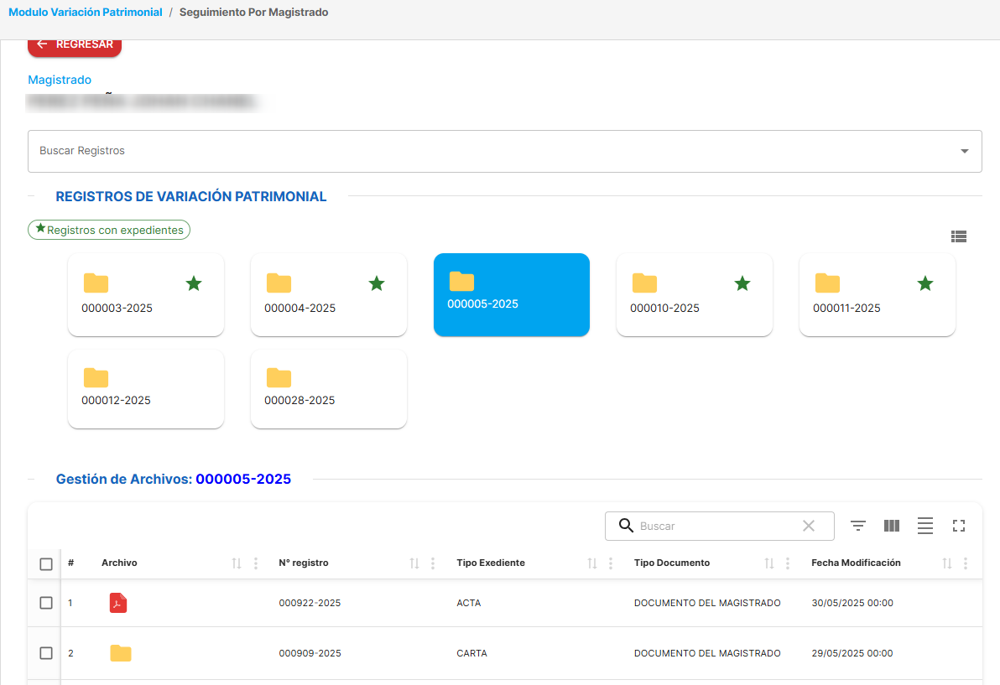 Modulo Variación Patrimonial / Seguimiento Por Magistrado
REGRESAR
Magistrado
Buscar Registros
REGISTROS DE VARIACIÓN PATRIMONIAL
Registros con expedientes
000003-2025 000004-2025 000005-2025 000010-2025 000011-2025
000012-2025 000028-2025
Gestión de Archivos: 000005-2025
Buscar
# Archivo N° registro Tipo Exediente Tipo Documento Fecha Modificación
1 000922-2025 ACTA DOCUMENTO DEL MAGISTRADO 30/05/2025 00:00
2 000909-2025 CARTA DOCUMENTO DEL MAGISTRADO 29/05/2025 00:00